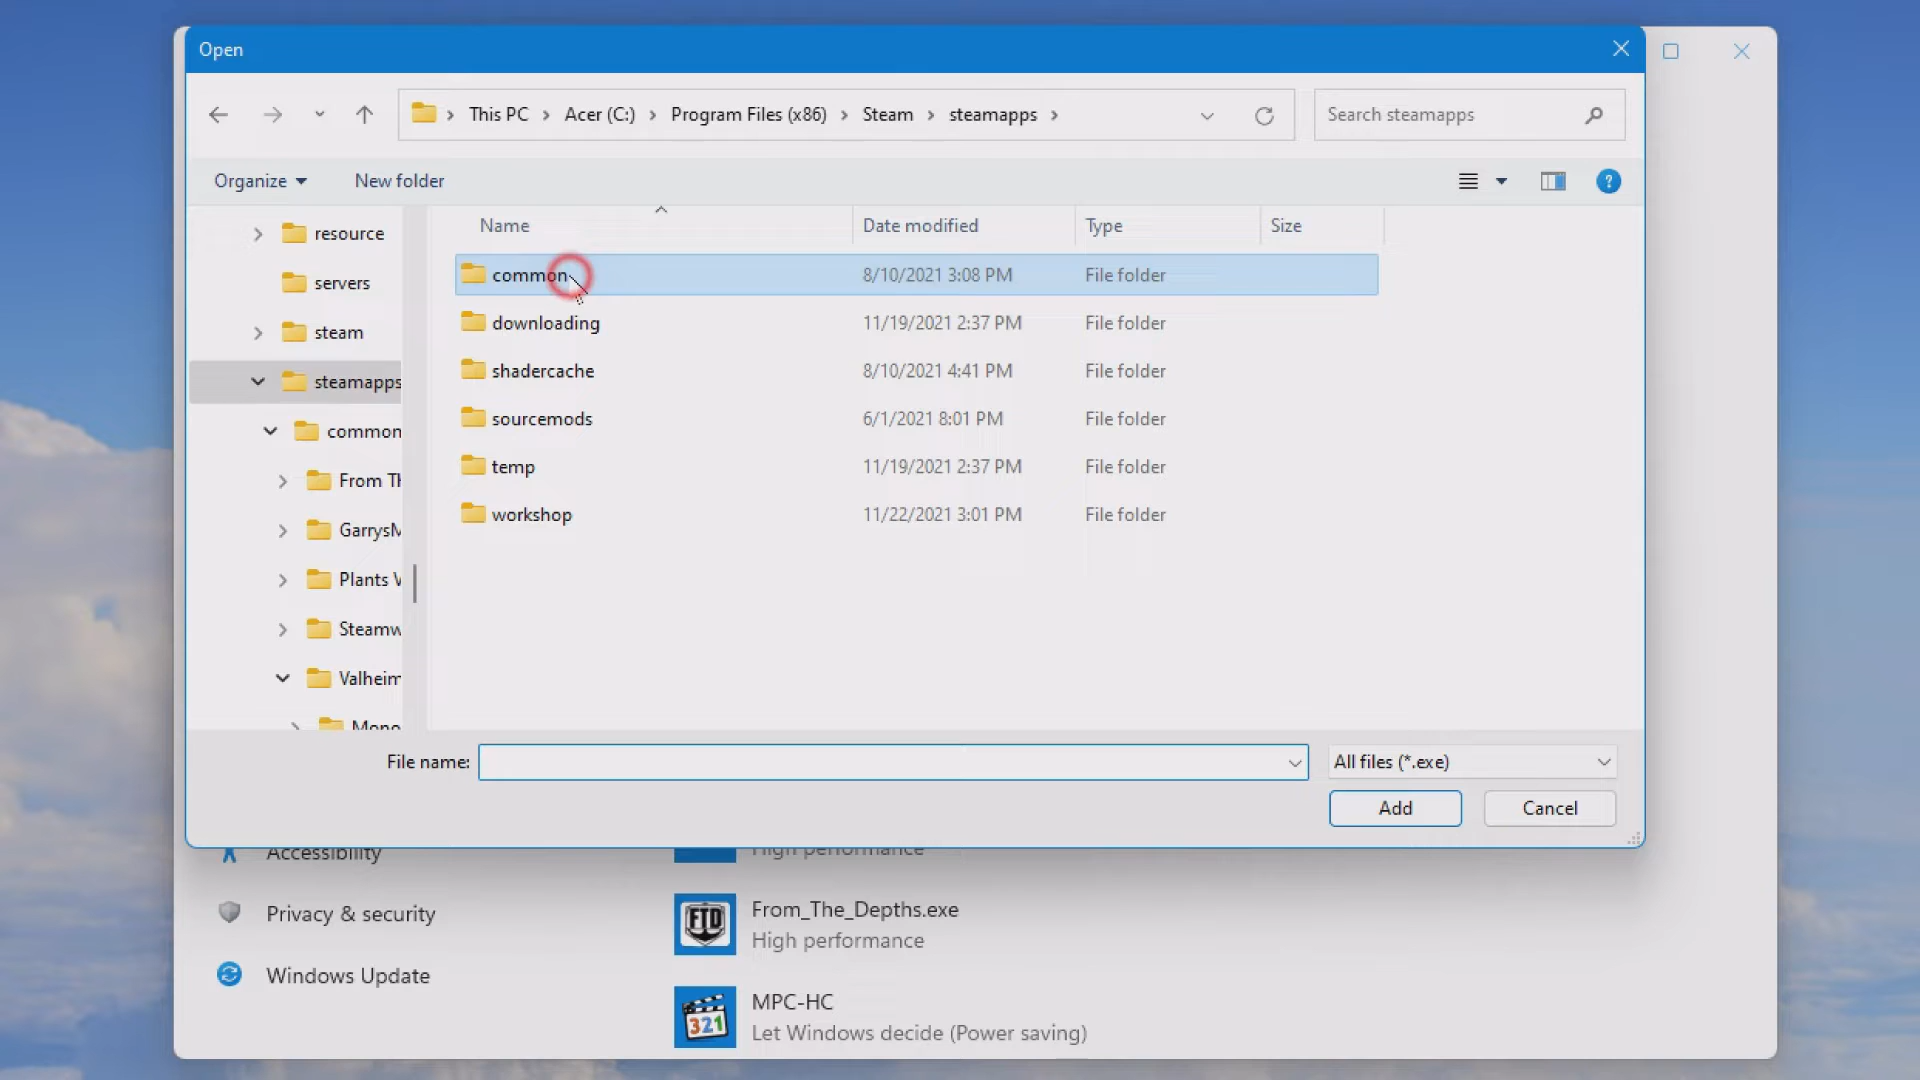 Open
This PC > Acer (C:) > Program Files (x86) > Steam > steamapps >
Search steamapps
Organize
New folder
Name
Date modified
Type
Size
resource
servers
steam
steamapps
common
From Th
GarrysM
Plants V
Steamw
Valheim
Mono
common 8/10/2021 3:08 PM File folder
downloading 11/19/2021 2:37 PM File folder
shadercache 8/10/2021 4:41 PM File folder
sourcemods 6/1/2021 8:01 PM File folder
temp 11/19/2021 2:37 PM File folder
workshop 11/22/2021 3:01 PM File folder
File name:
All files (*.exe)
Add
Cancel
Accessibility
Privacy & security
Windows Update
High performance
FTD
From_The_Depths.exe
High performance
321
MPC-HC
Let Windows decide (Power saving)